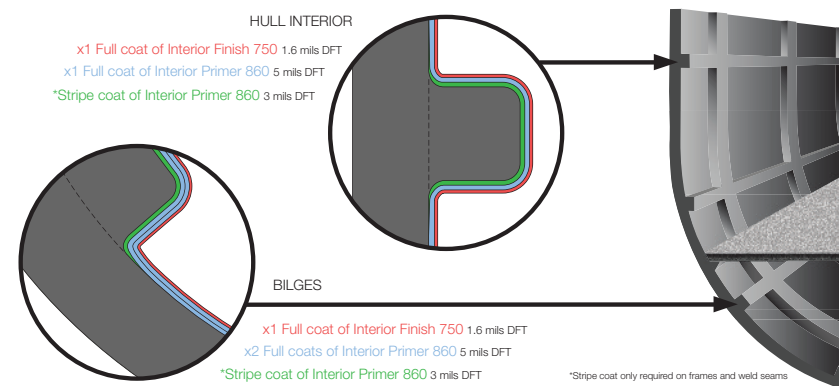 HULL INTERIOR
x1 Full coat of Interior Finish 750 1.6 mils DFT
x1 Full coat of Interior Primer 860 5 mils DFT
*Stripe coat of Interior Primer 860 3 mils DFT
BILGES
x1 Full coat of Interior Finish 750 1.6 mils DFT
x2 Full coats of Interior Primer 860 5 mils DFT
*Stripe coat of Interior Primer 860 3 mils DFT
*Stripe coat only required on frames and weld seams